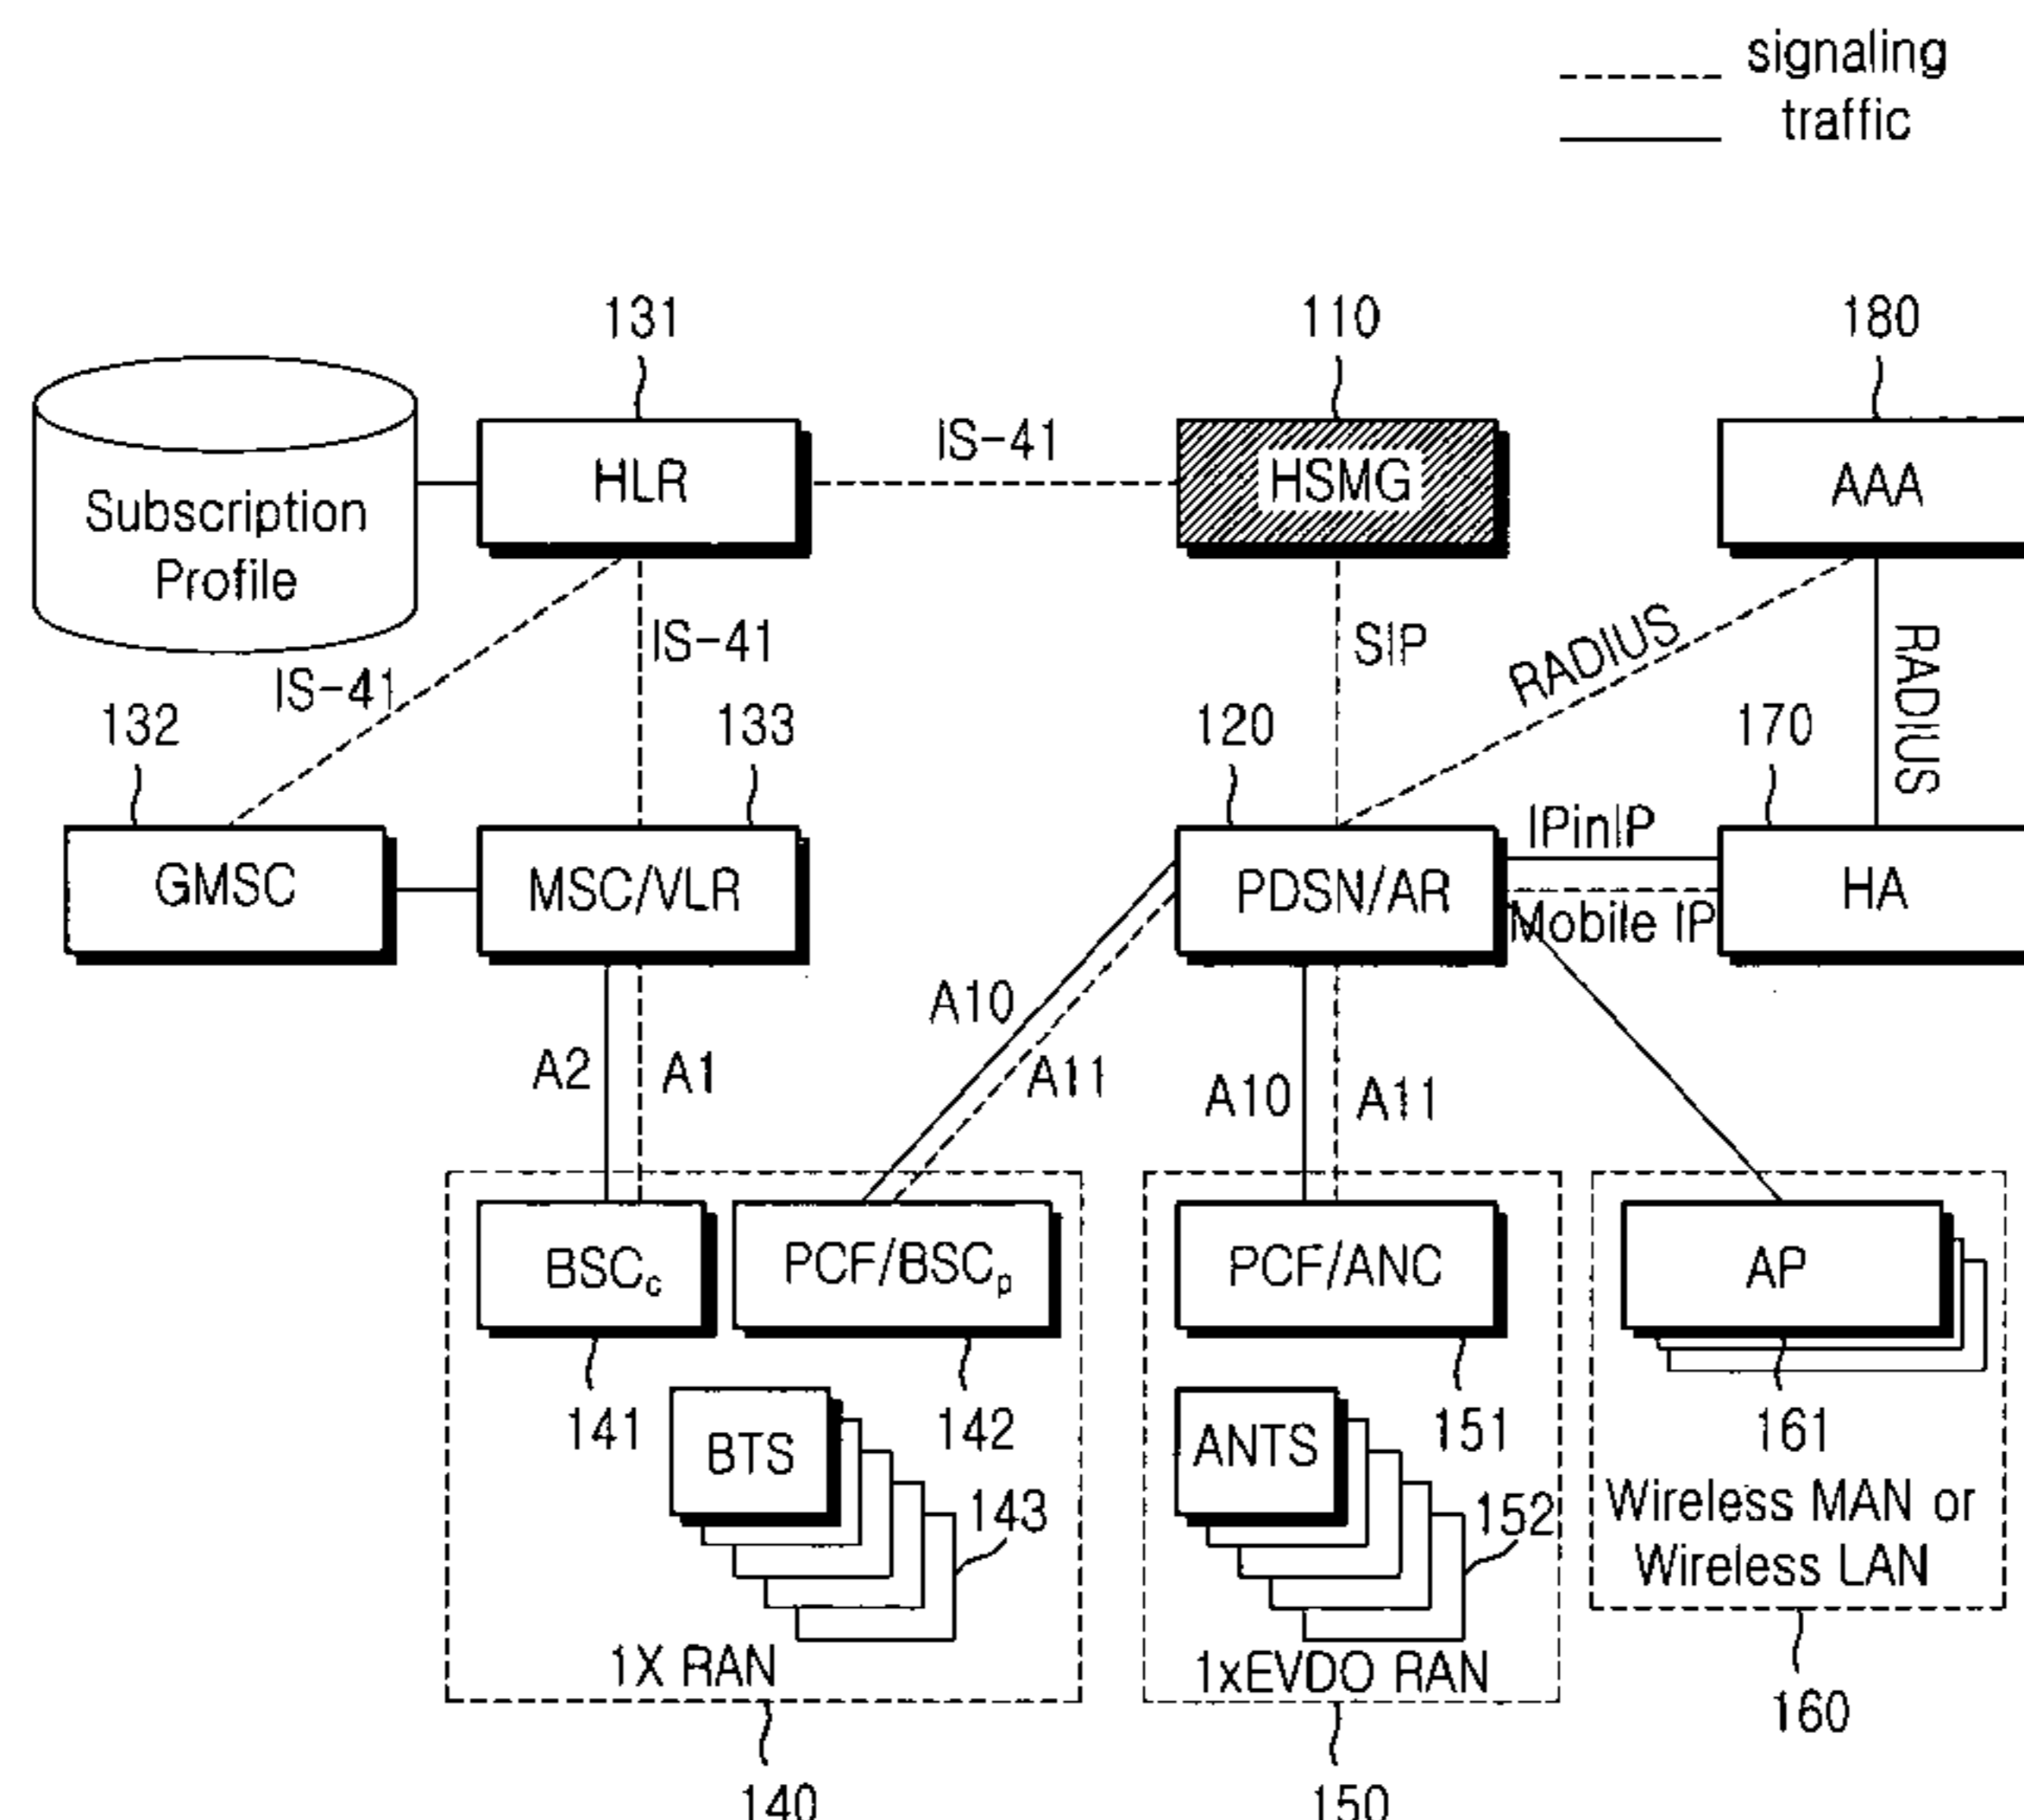 signaling
traffic
131
110
180
Subscription
Profile
HLR
IS-41
HSMG
AAA
IS-41
IS-41
SIP
RADIUS
RADIUS
132
133
120
170
GMSC
MSC/VLR
PDSN/AR
IPinIP
Mobile IP
HA
A2
A1
A10
A11
A10
A11
BSCc
PCF/BSCp
PCF/ANC
AP
141
142
151
161
BTS
143
ANTS
152
Wireless MAN or
Wireless LAN
1X RAN
1xEVDO RAN
160
140
150